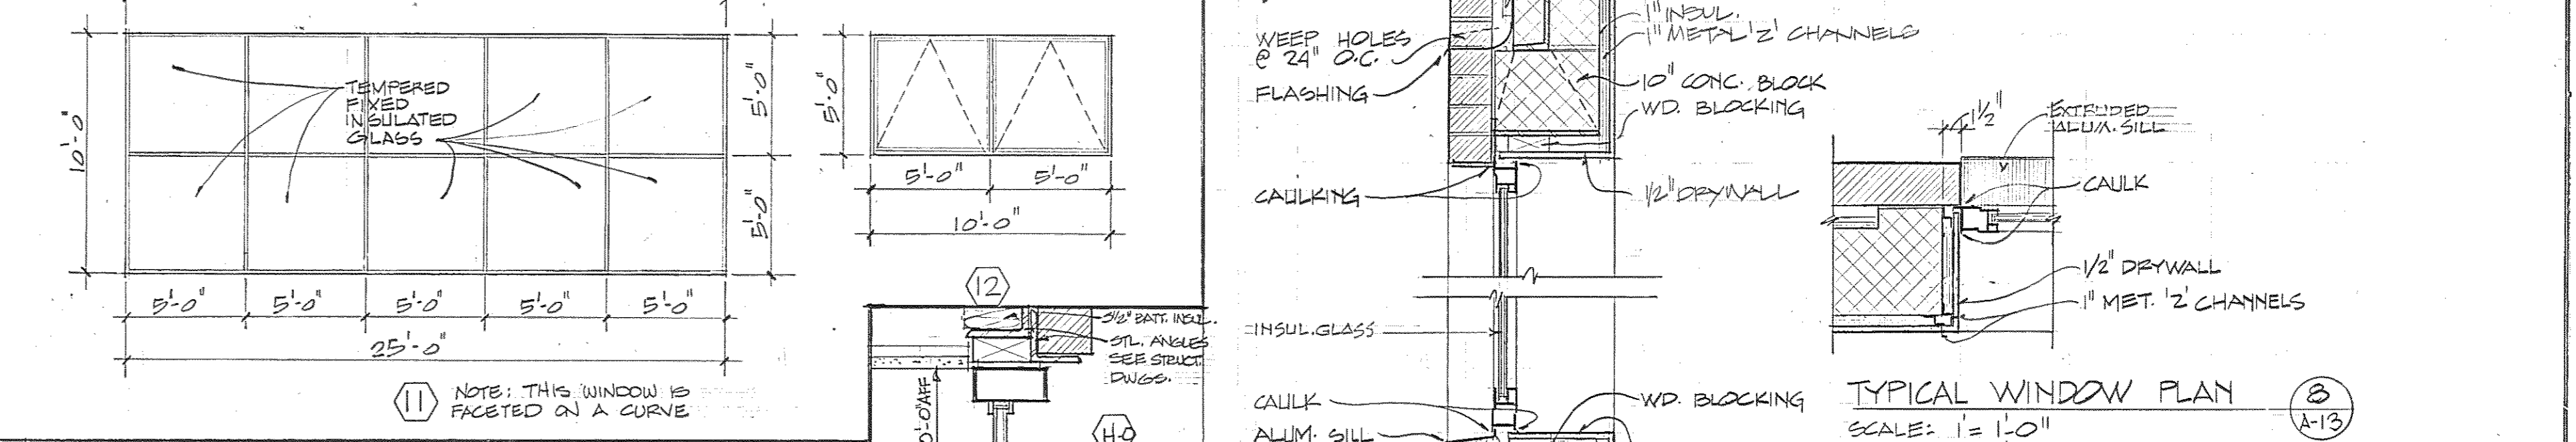 10'-0"
TEMPERED
FIXED
INSULATED
GLASS
5'-0"
5'-0"
5'-0" 5'-0" 5'-0" 5'-0" 5'-0"
25'-0"
11
NOTE: THIS WINDOW IS
FACETED ON A CURVE
5'-0"
5'-0" 5'-0"
10'-0"
12
5 1/2" BATT. INSUL.
STL. ANGLES
SEE STRUCT.
DWGS.
0'-0" AFF
WEEP HOLES
@ 24" O.C.
FLASHING
CAULKING
INSUL. GLASS
CAULK
ALUM. SILL
1" INSUL.
1" METAL 'Z' CHANNELS
10" CONC. BLOCK
WD. BLOCKING
1/2" DRYWALL
WD. BLOCKING
1 1/2"
EXTRUDED
ALUM. SILL
CAULK
1/2" DRYWALL
1" MET. 'Z' CHANNELS
TYPICAL WINDOW PLAN
SCALE: 1' = 1'-0"
8
A-13